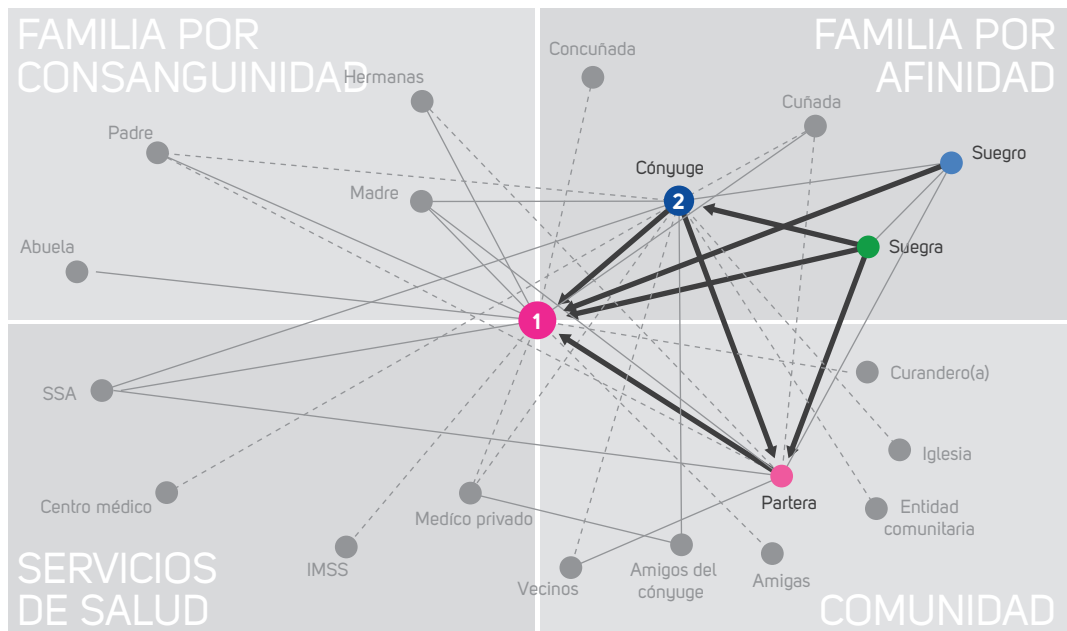 FAMILIA POR
CONSANGUINIDAD
FAMILIA POR
AFINIDAD
Concuñada
Hermanas
Cuñada
Padre
Suegro
Cónyuge
Madre
2
Abuela
Suegra
1
Curandero(a)
SSA
Iglesia
Centro médico
Medíco privado
Partera
Entidad
comunitaria
IMSS
Vecinos
Amigos del
cónyuge
Amigas
SERVICIOS
DE SALUD
COMUNIDAD